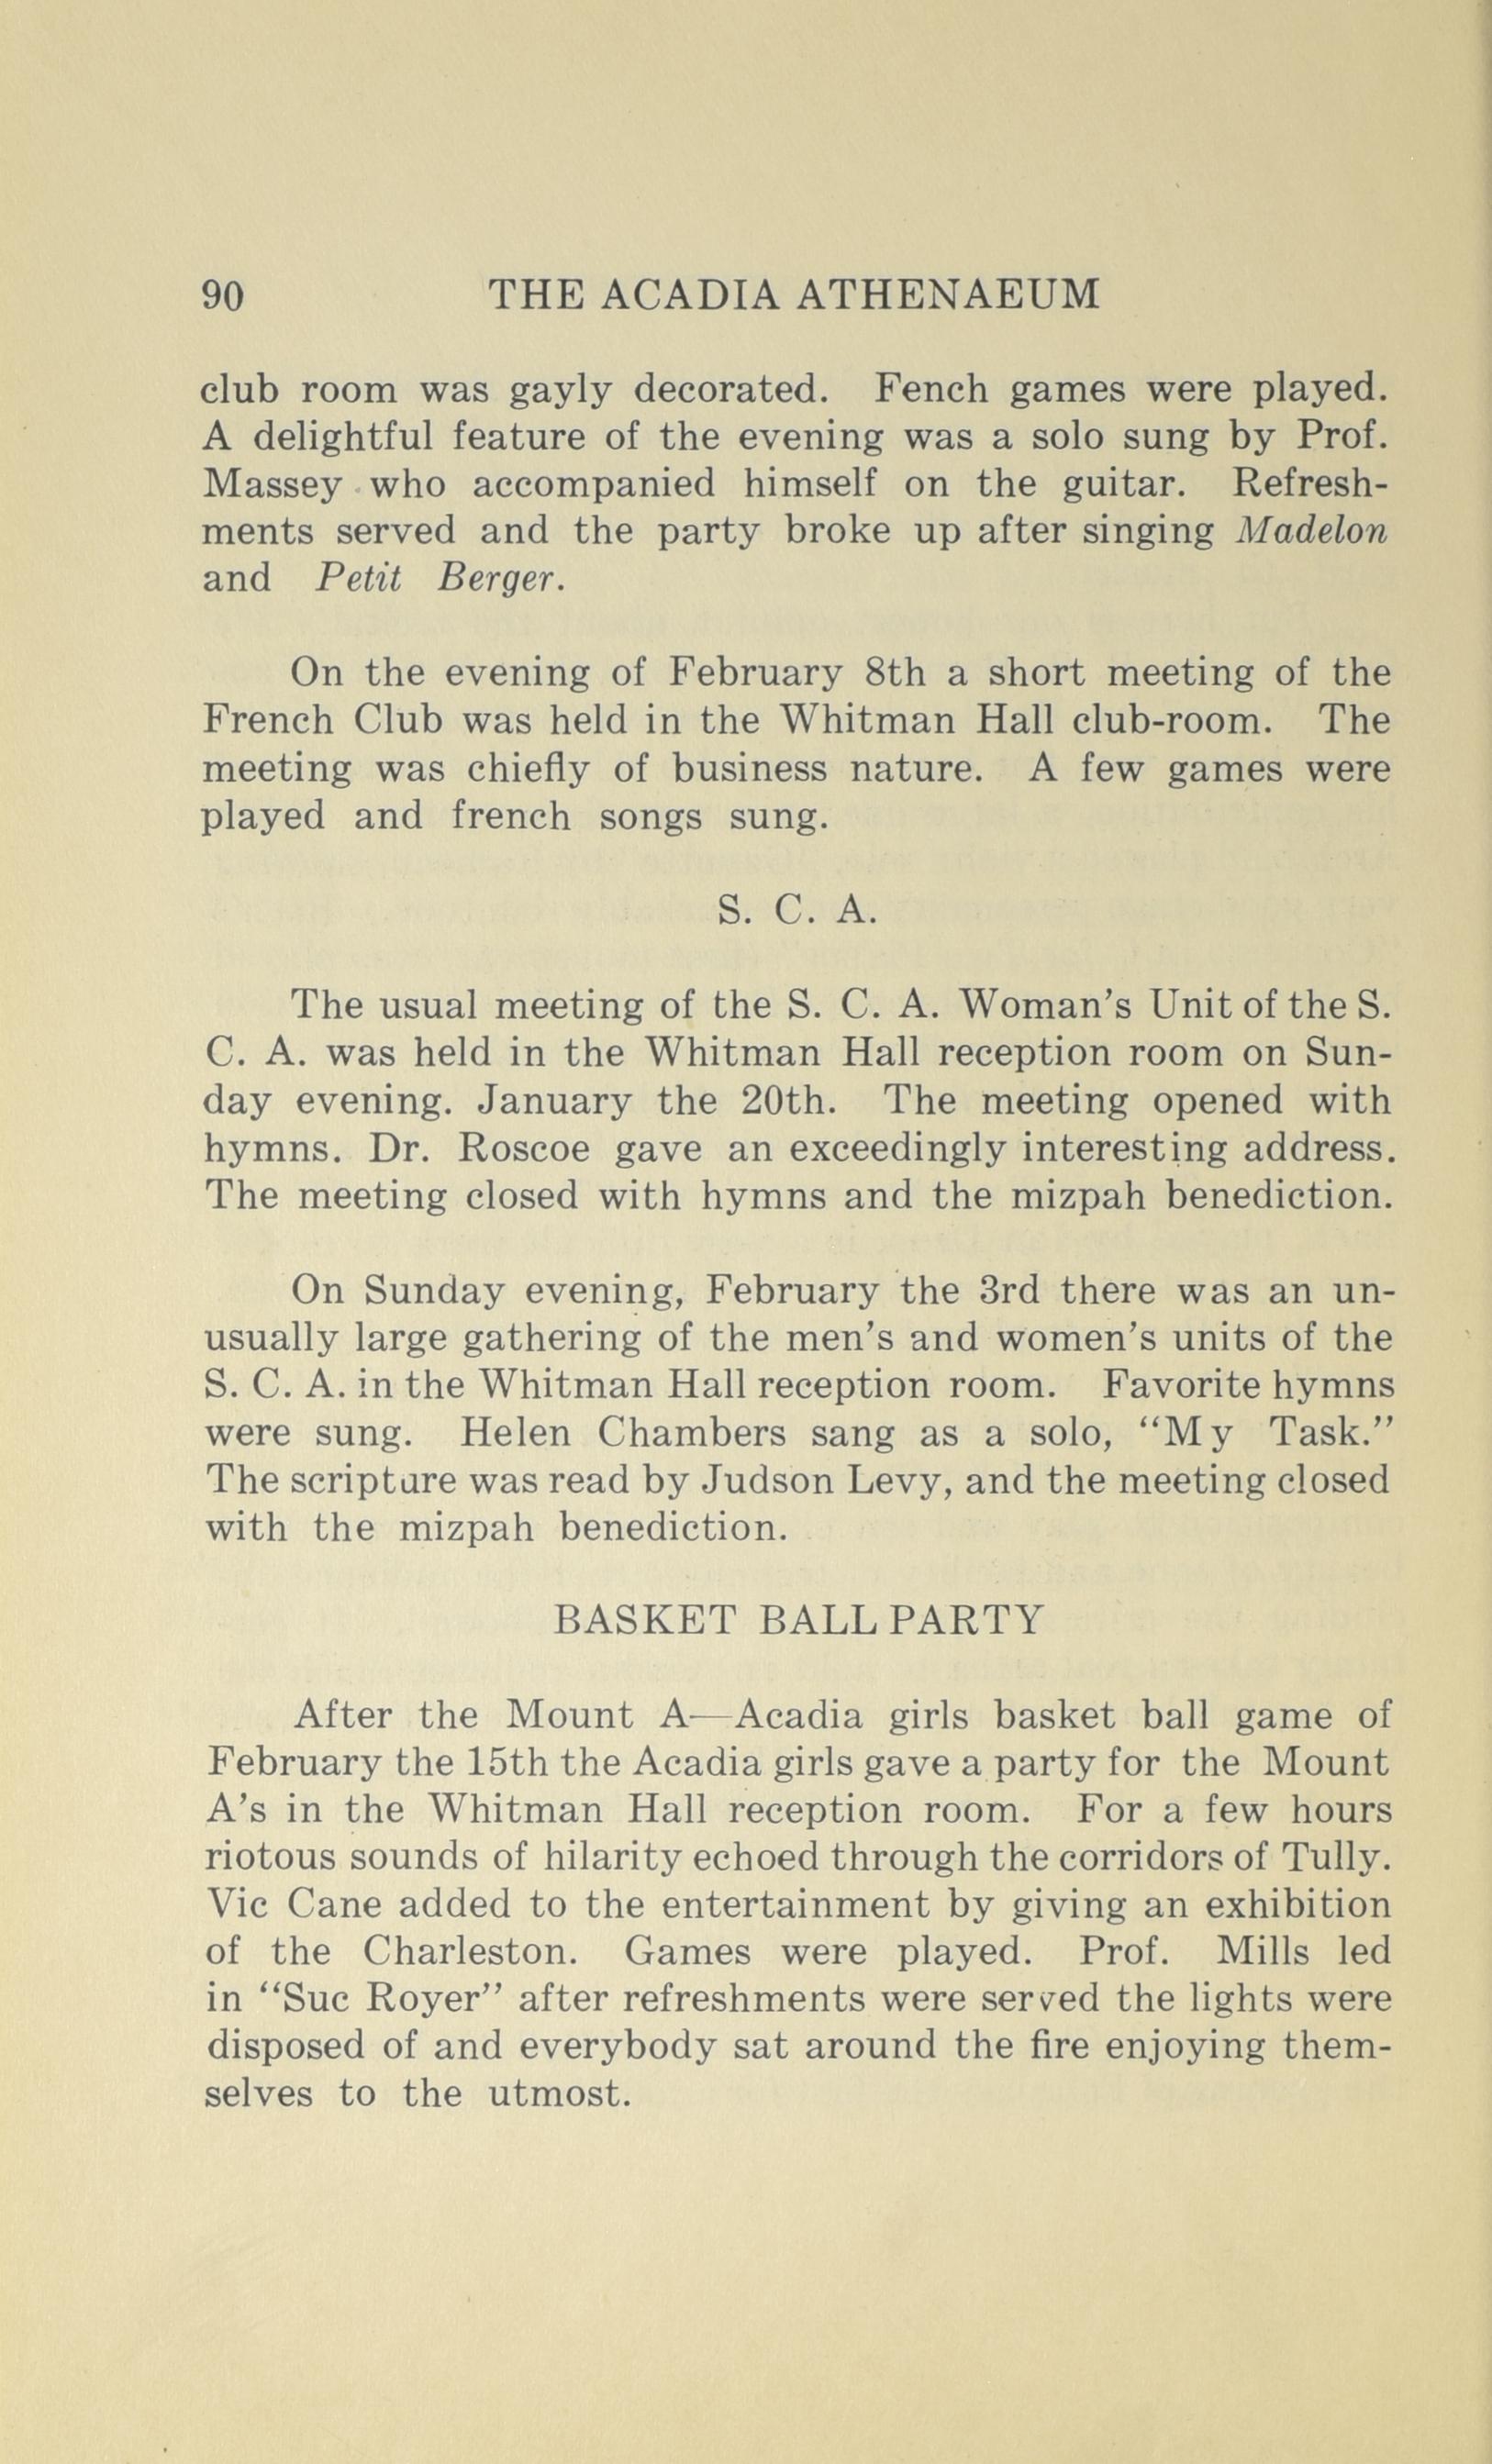 90 THE ACADIA ATHENAEUM
club room was gayly decorated. Fench games were played.
A delightful feature of the evening was a solo sung by Prof.
Massey who accompanied himself on the guitar. Refresh-
ments served and the party broke up after singing Madelon
and Petit Berger.
On the evening of February 8th a short meeting of the
French Club was held in the Whitman Hall club-room. The
meeting was chiefly of business nature. A few games were
played and french songs sung.
S. C. A.
The usual meeting of the S. C. A. Woman's Unit of the S.
C. A. was held in the Whitman Hall reception room on Sun-
day evening. January the 20th. The meeting opened with
hymns. Dr. Roscoe gave an exceedingly interesting address.
The meeting closed with hymns and the mizpah benediction.
On Sunday evening, February the 3rd there was an un-
usually large gathering of the men's and women's units of the
S. C. A. in the Whitman Hall reception room. Favorite hymns
were sung. Helen Chambers sang as a solo, "My Task."
The scripture was read by Judson Levy, and the meeting closed
with the mizpah benediction.
BASKET BALL PARTY
After the Mount A—Acadia girls basket ball game of
February the 15th the Acadia girls gave a party for the Mount
A's in the Whitman Hall reception room. For a few hours
riotous sounds of hilarity echoed through the corridors of Tully.
Vic Cane added to the entertainment by giving an exhibition
of the Charleston. Games were played. Prof. Mills led
in "Suc Royer" after refreshments were served the lights were
disposed of and everybody sat around the fire enjoying them-
selves to the utmost.